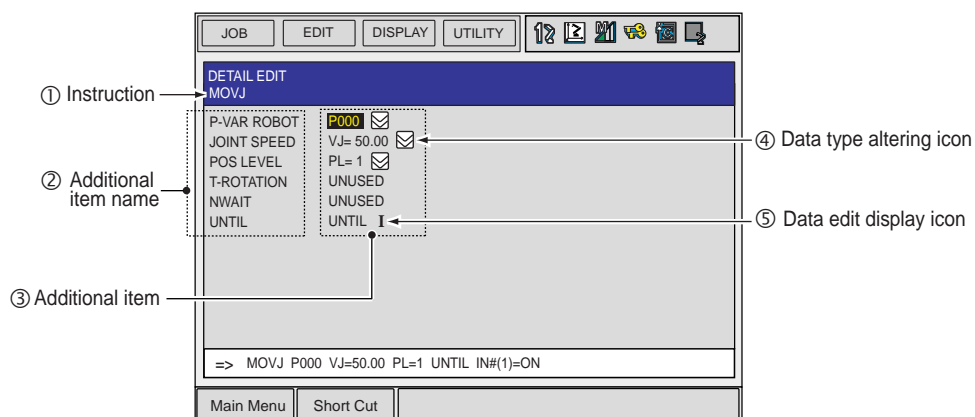 JOB EDIT DISPLAY UTILITY
DETAIL EDIT
① Instruction
MOVJ
P-VAR ROBOT P000
JOINT SPEED VJ= 50.00
④ Data type altering icon
POS LEVEL PL= 1
② Additional item name
T-ROTATION UNUSED
NWAIT UNUSED
UNTIL UNTIL
⑤ Data edit display icon
③ Additional item
=> MOVJ P000 VJ=50.00 PL=1 UNTIL IN#(1)=ON
Main Menu Short Cut